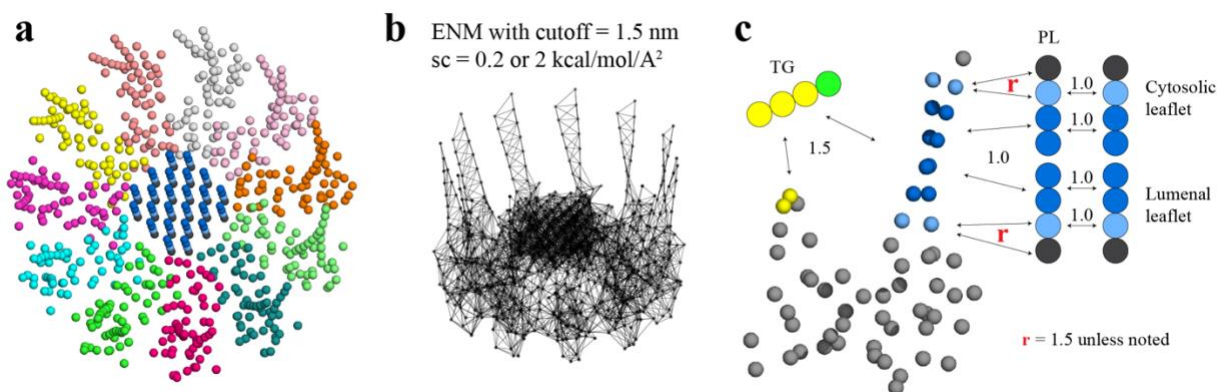 a
b
ENM with cutoff = 1.5 nm
sc = 0.2 or 2 kcal/mol/A²
c
TG
1.5
r
1.0
r
PL
1.0
1.0
1.0
1.0
Cytosolic
leaflet
Lumenal
leaflet
r = 1.5 unless noted